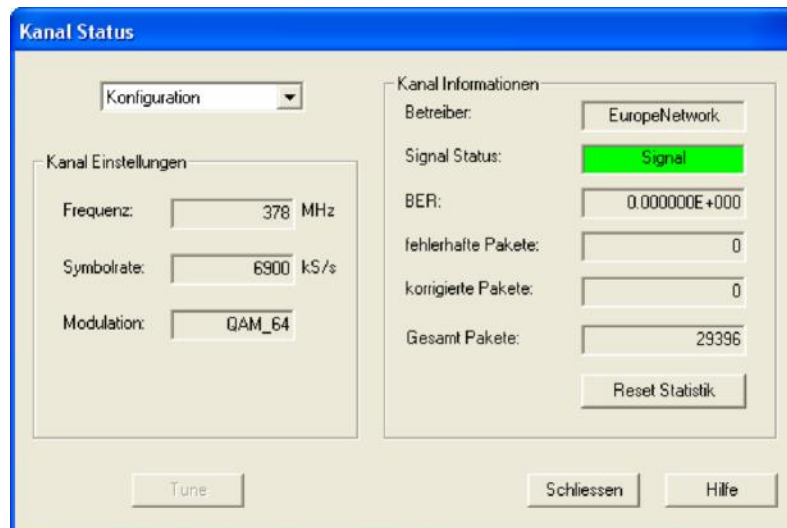 Kanal Status
Konfiguration
Kanal Einstellungen
Frequenz: 378 MHz
Symbolrate: 6900 kS/s
Modulation: QAM_64
Tune
Kanal Informationen
Betreiber: EuropeNetwork
Signal Status: Signal
BER: 0.000000E+000
fehlerhafte Pakete: 0
korrigierte Pakete: 0
Gesamt Pakete: 29396
Reset Statistik
Schliessen
Hilfe